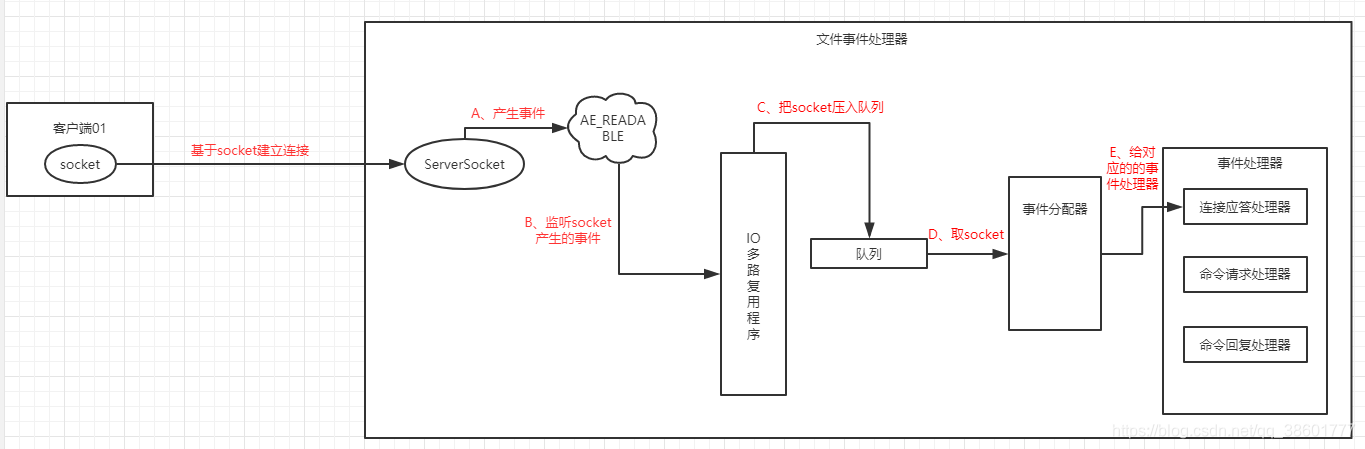 文件事件处理器
客户端01
socket
基于socket建立连接
ServerSocket
A、产生事件
AE_READA
BLE
B、监听socket
产生的事件
IO
多
路
复
用
程
序
C、把socket压入队列
队列
D、取socket
事件分配器
E、给对
应的的事
件处理器
事件处理器
连接应答处理器
命令请求处理器
命令回复处理器
https://blog.csdn.net/qq_38601777